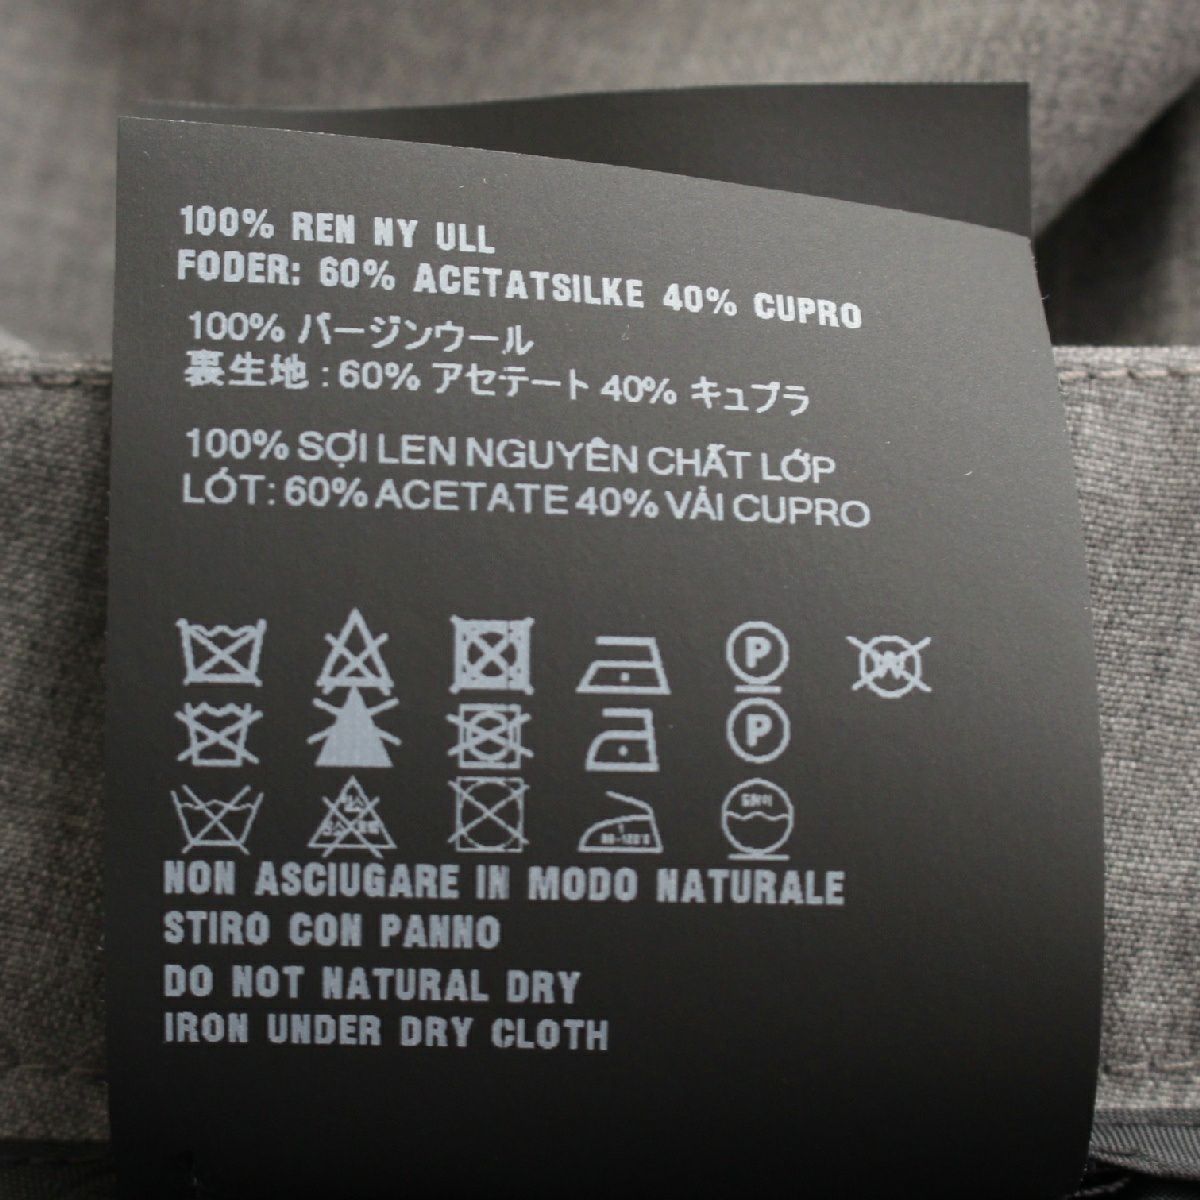 100% REN NY ULL
FODER: 60% ACETATSILKE 40% CUPRO
100% バージンウール
裏生地 : 60% アセテート 40% キュプラ
100% SỢI LEN NGUYÊN CHẤT LỚP
LÓT: 60% ACETATE 40% VẢI CUPRO
P
W
P
NON ASCIUGARE IN MODO NATURALE
STIRO CON PANNO
DO NOT NATURAL DRY
IRON UNDER DRY CLOTH